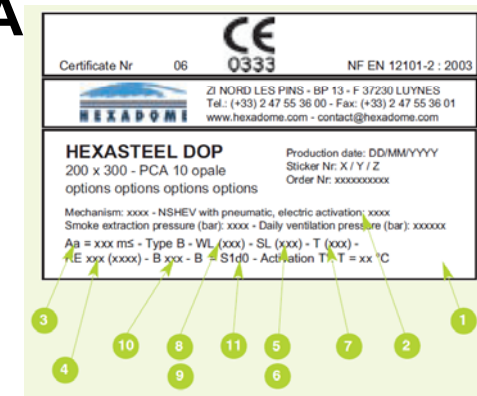 A
CE
Certificate Nr 06 0333 NF EN 12101-2 : 2003
HEXADOME
ZI NORD LES PINS - BP 13 - F 37230 LUYNES
Tel.: (+33) 2 47 55 36 00 - Fax: (+33) 2 47 55 36 01
www.hexadome.com - contact@hexadome.com
HEXASTEEL DOP
200 x 300 - PCA 10 opale
options options options options
Production date: DD/MM/YYYY
Sticker Nr: X / Y / Z
Order Nr: xxxxxxxxxx
Mechanism: xxxx - NSHEV with pneumatic, electric activation: xxxx
Smoke extraction pressure (bar): xxxx - Daily ventilation pressure (bar): xxxxxx
Aa = xxx m≤ - Type B - WL (xxx) - SL (xxx) - T (xxx) -
RE xxx (xxxx) - B xxx - B = S1d0 - Activation T° T = xx °C
3 4 10 8 9 11 5 6 7 2 1